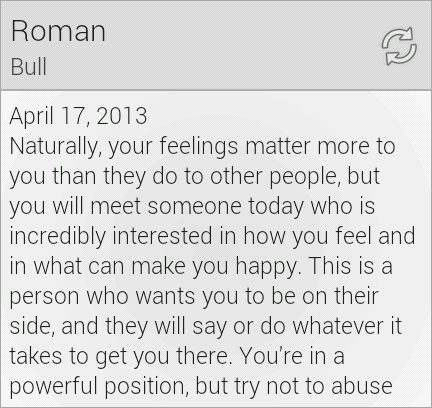 Roman
Bull
April 17, 2013
Naturally, your feelings matter more to
you than they do to other people, but
you will meet someone today who is
incredibly interested in how you feel and
in what can make you happy. This is a
person who wants you to be on their
side, and they will say or do whatever it
takes to get you there. You're in a
powerful position, but try not to abuse